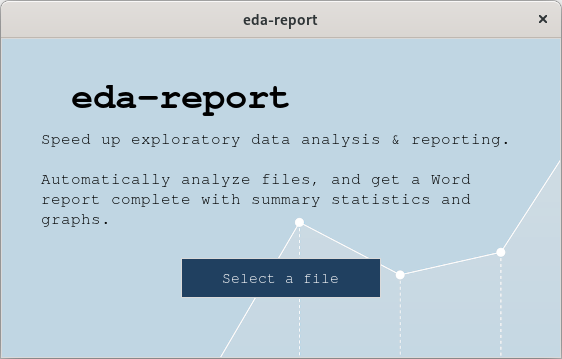 eda-report
×
eda-report
Speed up exploratory data analysis & reporting.
Automatically analyze files, and get a Word
report complete with summary statistics and
graphs.
Select a file